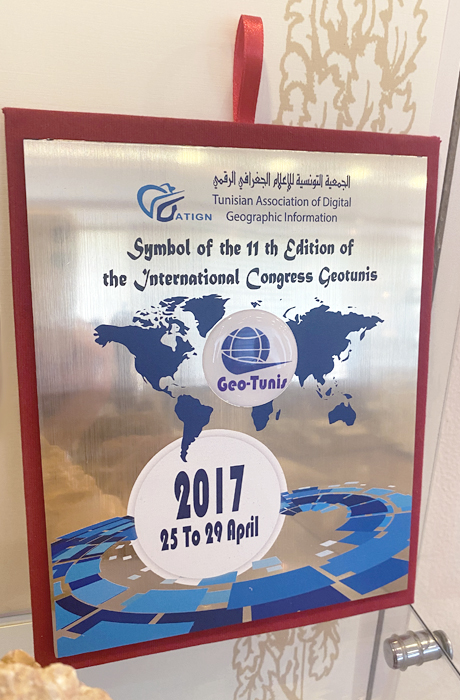 الجمعية التونسية للإعلام الجغرافي الرقمي
Tunisian Association of Digital
Geographic Information
ATIGN
Symbol of the 11 th Edition of
the International Congress Geotunis
Geo-Tunis
2017
25 To 29 April